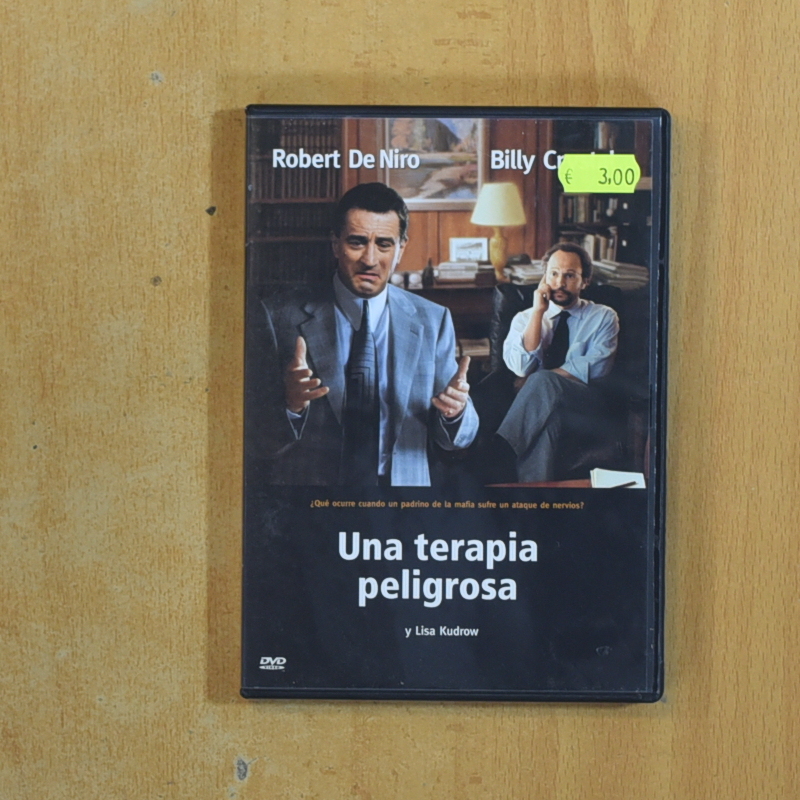 Robert De Niro
Billy Cr
€ 3,00
¿Qué ocurre cuando un padrino de la mafia sufre un ataque de nervios?
Una terapia
peligrosa
y Lisa Kudrow
DVD
VIDEO